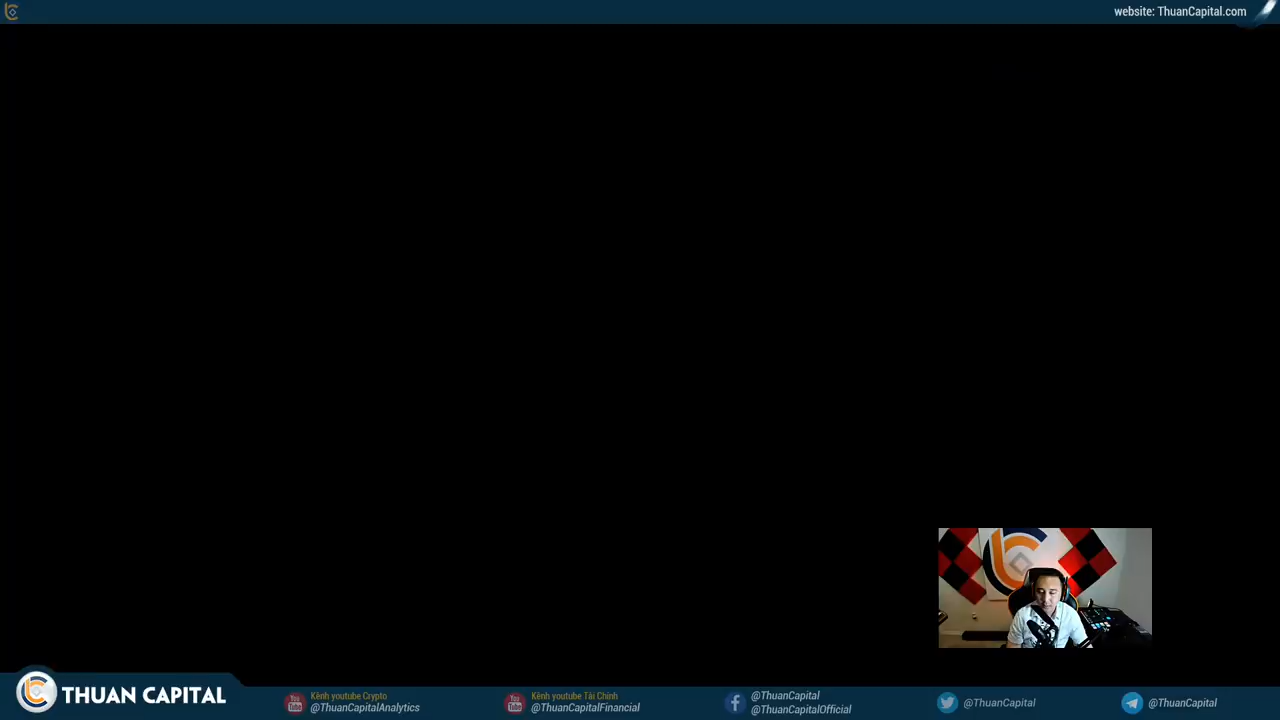 website: ThuanCapital.com
THUAN CAPITAL
Kênh youtube Crypto
@ThuanCapitalAnalytics
Kênh youtube Tài Chính
@ThuanCapitalFinancial
@ThuanCapital
@ThuanCapitalOfficial
@ThuanCapital
@ThuanCapital